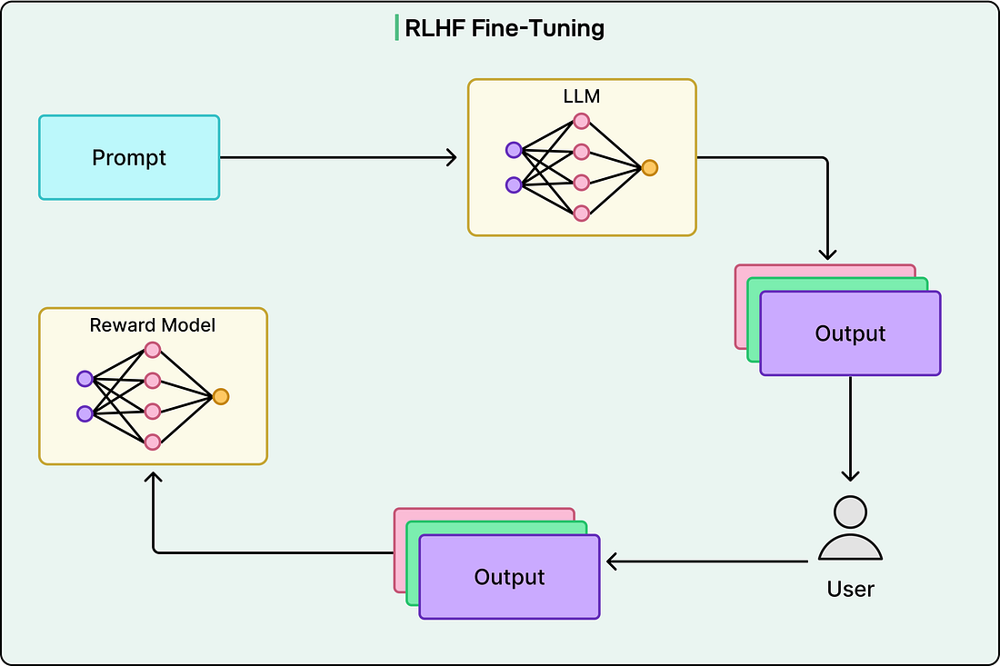 RLHF Fine-Tuning
LLM
Prompt
Reward Model
Output
Output
User